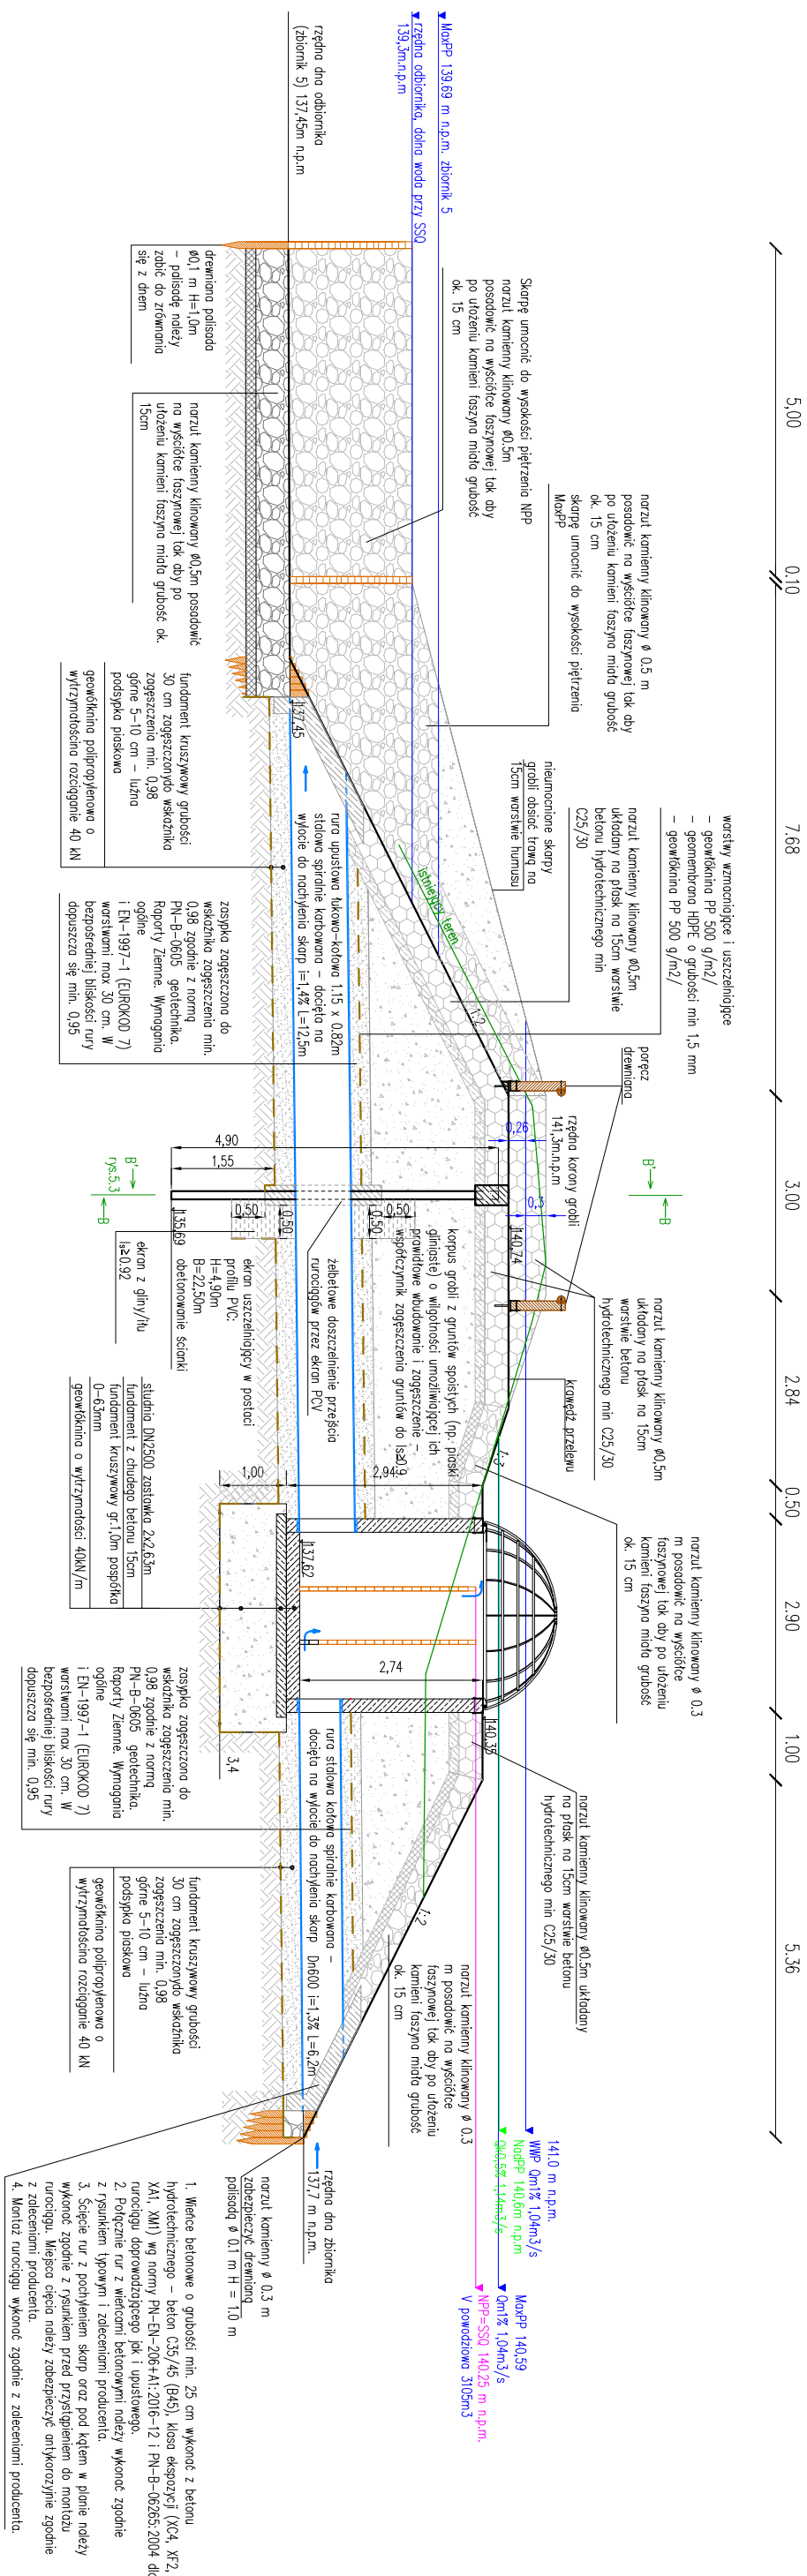 5,00
0,10
7.68
3.00
2.84
0.50
2.90
1.00
5.36
MaxPP 139.69 m n.p.m. zbiornik 5
rzędna odbiornika, dolna woda przy SSQ
139,3m.n.p.m
rzędna dna odbiornika
(zbiornik 5) 137,45m n.p.m
drewniana palisada
Ø0,1 m H=1,0m
- palisadę należy
zabić do zrównania
się z dnem
Skarpę umocnić do wysokości piętrzenia NPP
narzut kamienny klinowany Ø0.5m
posadowić na wyściółce faszynowej tak aby
po ułożeniu kamieni faszyna miała grubość
ok. 15 cm
narzut kamienny klinowany Ø0,5m posadowić
na wyściółce faszynowej tak aby po
ułożeniu kamieni faszyna miała grubość ok.
15cm
narzut kamienny klinowany ø 0.5 m
posadowić na wyściółce faszynowej tak aby
po ułożeniu kamieni faszyna miała grubość
ok. 15 cm
skarpę umocnić do wysokości piętrzenia
MaxPP
nieumocnione skarpy
grobli obsiać trawą na
15cm warstwie humusu
narzut kamienny klinowany Ø0,5m
układany na płask na 15cm warstwie
betonu hydrotechnicznego min
C25/30
warstwy wzmocniające i uszczelniające
- geowłóknina PP 500 g/m2/
- geomembrana HDPE o grubości min 1,5 mm
- geowłóknina PP 500 g/m2/
istniejący teren
1:2
137,45
rura upustowa łukowo-kołowa 1.15 x 0.82m
stalowa spiralnie karbowana - docięta na
wylocie do nachylenia skarp i=1,4% L=12,5m
fundament kruszywowy grubości
30 cm zagęszczonydo wskaźnika
zagęszczenia min. 0,98
górne 5-10 cm - luźna
podsypka piaskowa
geowłóknina polipropylenowa o
wytrzymałościna rozciąganie 40 kN
zasypka zagęszczona do
wskaźnika zagęszczenia min.
0,98 zgodnie z normą
PN-B-0605 geotechnika.
Raporty Ziemne. Wymagania
ogólne
i EN-1997-1 (EUROKOD 7)
warstwami max 30 cm. W
bezpośredniej bliskości rury
dopuszcza się min. 0,95
poręcz
drewniana
0,26
0,3
rzędna korony grobli
141,3m.n.p.m
140,74
4,90
1,55
0,50
0,50
0,50
0,50
135,69
B'
rys.5.3
B
B'
B
obetonowanie ścianki
ekran z gliny/iłu
Is≥0.92
ekran uszczelniający w postaci
profilu PVC:
H=4,90m
B=22,50m
żelbetowe doszczelnienie przejścia
rurociągów przez ekran PCV
korpus grobli z gruntów spoistych (np. piaski
gliniaste) o wilgotności umożliwiającej ich
prawidłowe wbudowanie i zagęszczenie -
współczynnik zagęszczenia gruntów do Is≥0.9
narzut kamienny klinowany Ø0,5m
układany na płask na 15cm
warstwie betonu
hydrotechnicznego min C25/30
krawędź przelewu
1:3
1,00
2,94
137,62
2,74
3,4
140,35
narzut kamienny klinowany ø 0.3
m posadowić na wyściółce
faszynowej tak aby po ułożeniu
kamieni faszyna miała grubość
ok. 15 cm
studnia DN2500 zastawka 2x2,63m
fundament z chudego betonu 15cm
fundament kruszywowy gr.1,0m pospółka
0-63mm
geowłóknina o wytrzymałości 40kN/m
zasypka zagęszczona do
wskaźnika zagęszczenia min.
0,98 zgodnie z normą
PN-B-0605 geotechnika.
Raporty Ziemne. Wymagania
ogólne
i EN-1997-1 (EUROKOD 7)
warstwami max 30 cm. W
bezpośredniej bliskości rury
dopuszcza się min. 0,95
rura stalowa kołowa spiralnie karbowana -
docięta na wylocie do nachylenia skarp Dn600 i=1,3% L=6,2m
narzut kamienny klinowany Ø0.5m układany
na płask na 15cm warstwie betonu
hydrotechnicznego min C25/30
1:2
fundament kruszywowy grubości
30 cm zagęszczonydo wskaźnika
zagęszczenia min. 0,98
górne 5-10 cm - luźna
podsypka piaskowa
geowłóknina polipropylenowa o
wytrzymałościna rozciąganie 40 kN
narzut kamienny klinowany ø 0.3
m posadowić na wyściółce
faszynowej tak aby po ułożeniu
kamieni faszyna miała grubość
ok. 15 cm
141.0 m n.p.m.
WWP Qm1% 1,04m3/s
NadPP 140,6m n.p.m
Qk0,5% 1,14m3/s
MaxPP 140,59
Qm1% 1,04m3/s
NPP=SSQ 140.25 m n.p.m.
V powodziowa 3105m3
rzędna dna zbiornika
137,7 m n.p.m.
narzut kamienny ø 0.3 m
zabezpieczyć drewnianą
palisadą ø 0.1 m H = 1.0 m
1. Wieńce betonowe o grubości min. 25 cm wykonać z betonu
hydrotechnicznego - beton C35/45 (B45), klasa ekspozycji (XC4, XF2,
XA1, XM1) wg normy PN-EN-206+A1:2016-12 i PN-B-06265:2004 dla
rurociągu doprowadzającego jak i upustowego.
2. Połącznie rur z wieńcami betonowymi należy wykonać zgodnie
z rysunkiem typowym i zaleceniami producenta.
3. Ścięcie rur z pochyleniem skarp oraz pod kątem w planie należy
wykonać zgodnie z rysunkiem przed przystąpieniem do montażu
rurociągu. Miejsca cięcia należy zabezpieczyć antykorozyjnie zgodnie
z zaleceniami producenta.
4. Montaż rurociągu wykonać zgodnie z zaleceniami producenta.